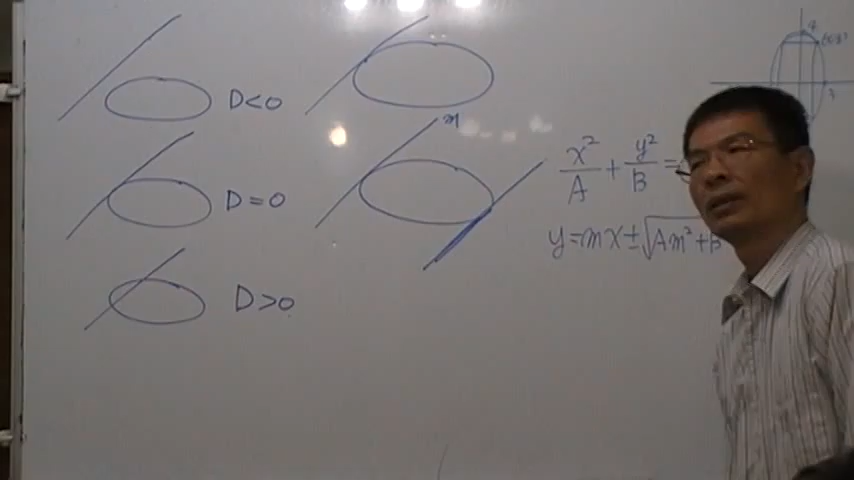 D<0
D=0
D>0
m
x²/A + y²/B =
y=mx±√Am²+B